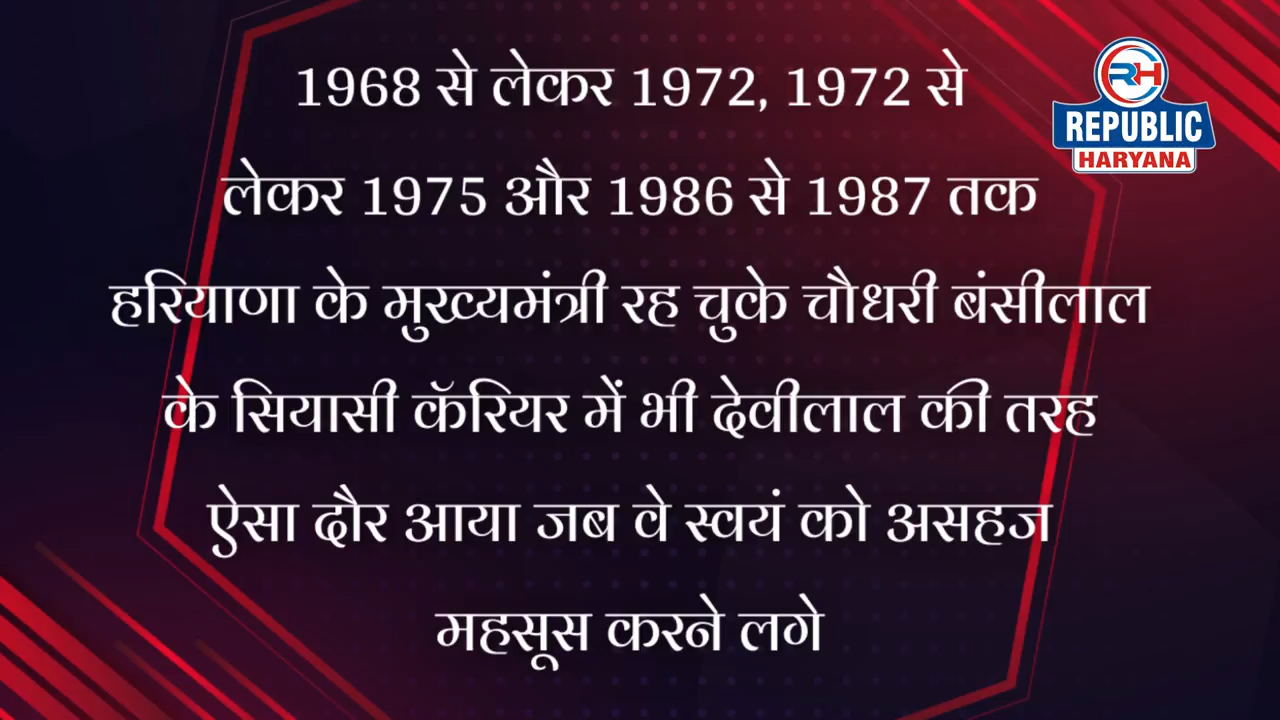 1968 से लेकर 1972, 1972 से
लेकर 1975 और 1986 से 1987 तक
हरियाणा के मुख्यमंत्री रह चुके चौधरी बंसीलाल
के सियासी कॅरियर में भी देवीलाल की तरह
ऐसा दौर आया जब वे स्वयं को असहज
महसूस करने लगे
RH
REPUBLIC
HARYANA